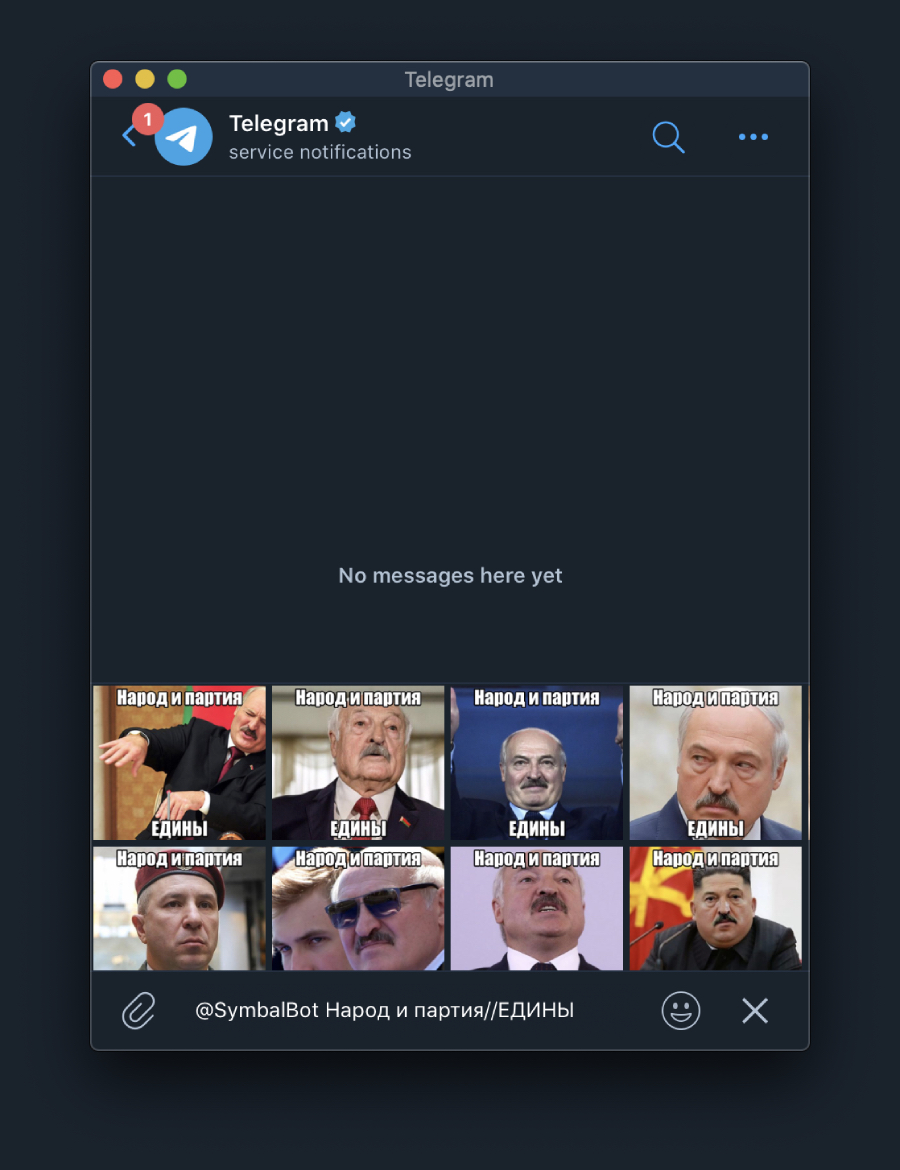 Telegram
1
Telegram
service notifications
No messages here yet
Народ и партия
ЕДИНЫ
Народ и партия
ЕДИНЫ
Народ и партия
ЕДИНЫ
Народ и партия
ЕДИНЫ
Народ и партия
Народ и партия
Народ и партия
Народ и партия
@SymbalBot Народ и партия//ЕДИНЫ